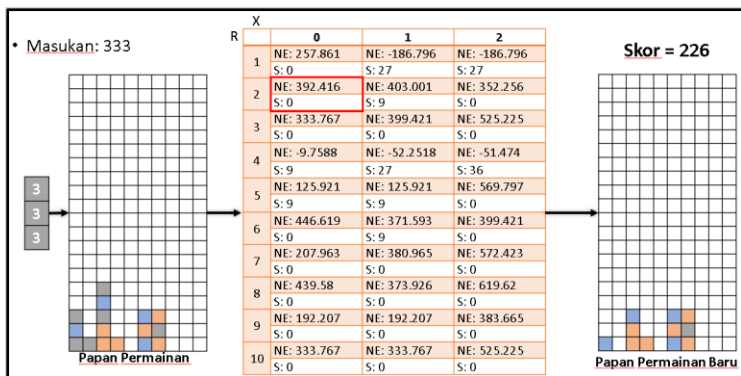 X
R
0 1 2
• Masukan: 333
Skor = 226
1 NE: 257.861 NE: -186.796 NE: -186.796
S: 0 S: 27 S: 27
2 NE: 392.416 NE: 403.001 NE: 352.256
S: 0 S: 9 S: 0
3 NE: 333.767 NE: 399.421 NE: 525.225
S: 0 S: 0 S: 0
4 NE: -9.7588 NE: -52.2518 NE: -51.474
S: 9 S: 27 S: 36
5 NE: 125.921 NE: 125.921 NE: 569.797
S: 9 S: 9 S: 0
6 NE: 446.619 NE: 371.593 NE: 399.421
S: 0 S: 9 S: 0
7 NE: 207.963 NE: 380.965 NE: 572.423
S: 0 S: 0 S: 0
8 NE: 439.58 NE: 373.926 NE: 619.62
S: 0 S: 0 S: 0
9 NE: 192.207 NE: 192.207 NE: 383.665
S: 0 S: 0 S: 0
10 NE: 333.767 NE: 333.767 NE: 525.225
S: 0 S: 0 S: 0
3
3
3
Papan Permainan
Papan Permainan Baru